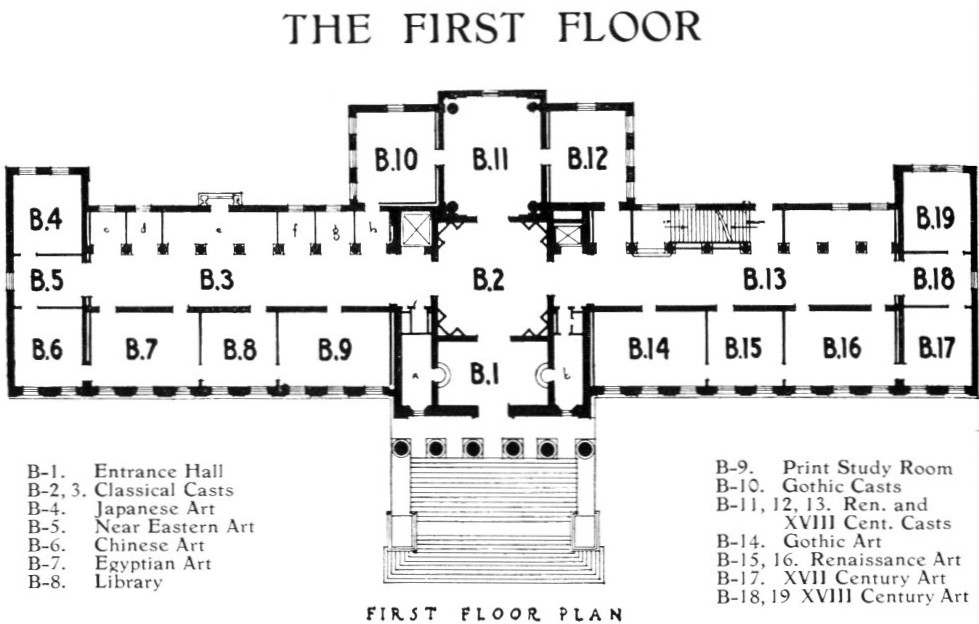 THE FIRST FLOOR
B.10 B.11 B.12
B.4 c d e f g h B.19
B.5 B.3 B.2 B.13 B.18
B.6 B.7 B.8 B.9 a B.1 b B.14 B.15 B.16 B.17
B-1. Entrance Hall
B-2, 3. Classical Casts
B-4. Japanese Art
B-5. Near Eastern Art
B-6. Chinese Art
B-7. Egyptian Art
B-8. Library
B-9. Print Study Room
B-10. Gothic Casts
B-11, 12, 13. Ren. and
XVIII Cent. Casts
B-14. Gothic Art
B-15, 16. Renaissance Art
B-17. XVII Century Art
B-18, 19 XVIII Century Art
FIRST FLOOR PLAN